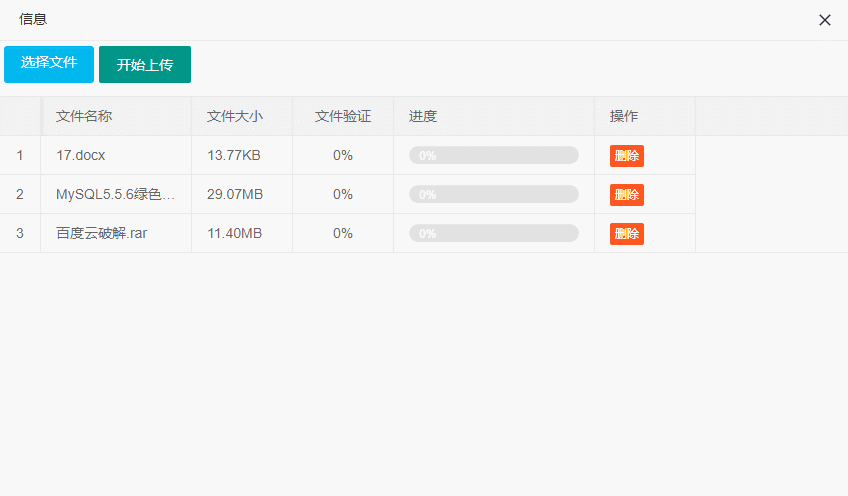 信息
选择文件 开始上传
文件名称 文件大小 文件验证 进度 操作
1 17.docx 13.77KB 0% 0% 删除
2 MySQL5.5.6绿色... 29.07MB 0% 0% 删除
3 百度云破解.rar 11.40MB 0% 0% 删除